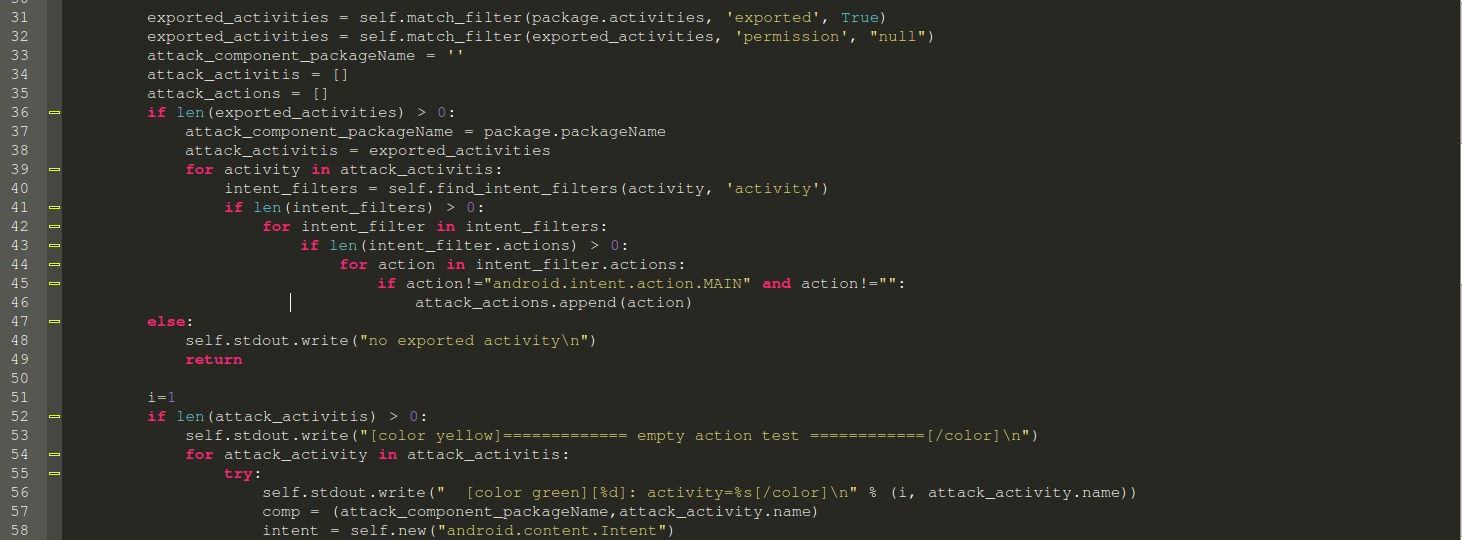 31 exported_activities = self.match_filter(package.activities, 'exported', True)
32 exported_activities = self.match_filter(exported_activities, 'permission', "null")
33 attack_component_packageName = ''
34 attack_activitis = []
35 attack_actions = []
36 if len(exported_activities) > 0:
37 attack_component_packageName = package.packageName
38 attack_activitis = exported_activities
39 for activity in attack_activitis:
40 intent_filters = self.find_intent_filters(activity, 'activity')
41 if len(intent_filters) > 0:
42 for intent_filter in intent_filters:
43 if len(intent_filter.actions) > 0:
44 for action in intent_filter.actions:
45 if action!="android.intent.action.MAIN" and action!="":
46 attack_actions.append(action)
47 else:
48 self.stdout.write("no exported activity\n")
49 return
50
51 i=1
52 if len(attack_activitis) > 0:
53 self.stdout.write("[color yellow]============= empty action test ============[/color]\n")
54 for attack_activity in attack_activitis:
55 try:
56 self.stdout.write("  [color green][%d]: activity=%s[/color]\n" % (i, attack_activity.name))
57 comp = (attack_component_packageName,attack_activity.name)
58 intent = self.new("android.content.Intent")